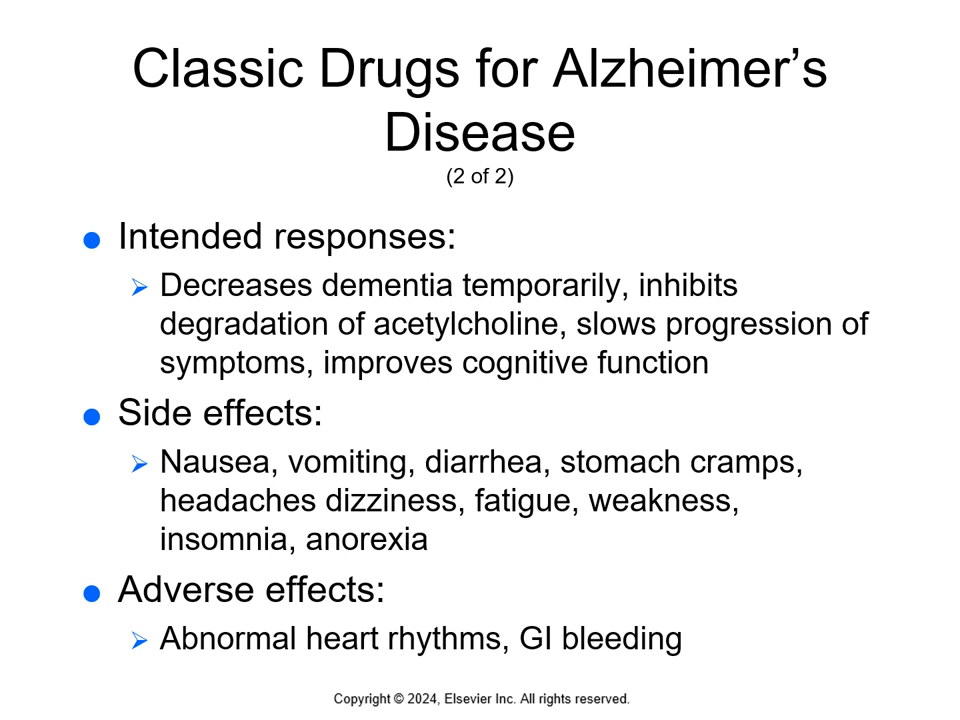 Classic Drugs for Alzheimer’s
Disease
(2 of 2)
Intended responses:
Decreases dementia temporarily, inhibits
degradation of acetylcholine, slows progression of
symptoms, improves cognitive function
Side effects:
Nausea, vomiting, diarrhea, stomach cramps,
headaches dizziness, fatigue, weakness,
insomnia, anorexia
Adverse effects:
Abnormal heart rhythms, GI bleeding
Copyright © 2024, Elsevier Inc. All rights reserved.